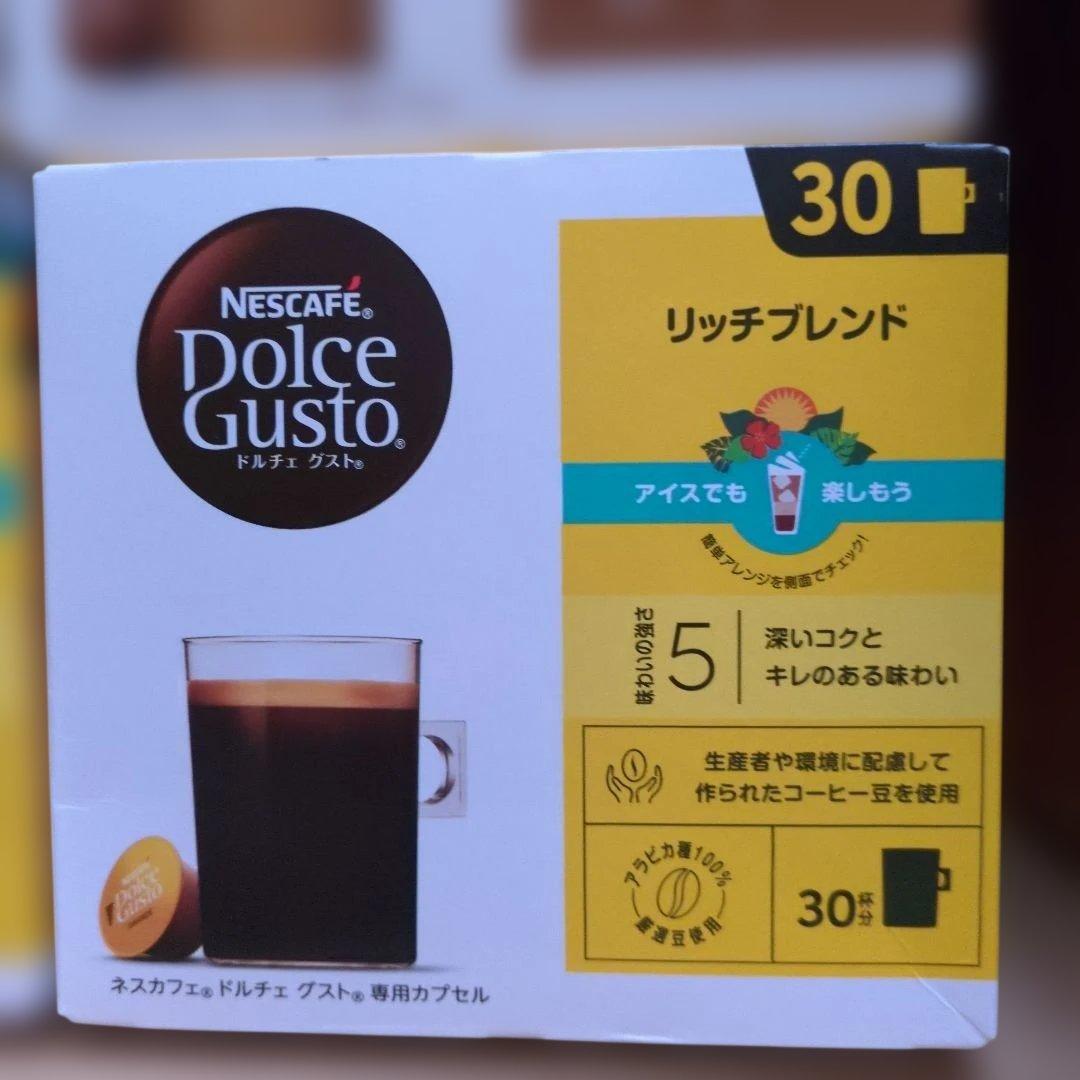 30
NESCAFÉ®
Dolce
Gusto®
ドルチェ グスト®
リッチブレンド
アイスでも 楽しもう
簡単アレンジを側面でチェック!
味わいの強さ 5
深いコクと
キレのある味わい
生産者や環境に配慮して
作られたコーヒー豆を使用
アラビカ種100%
厳選豆使用
30杯分
NESCAFÉ
Dolce
Gusto
ネスカフェ® ドルチェ グスト® 専用カプセル